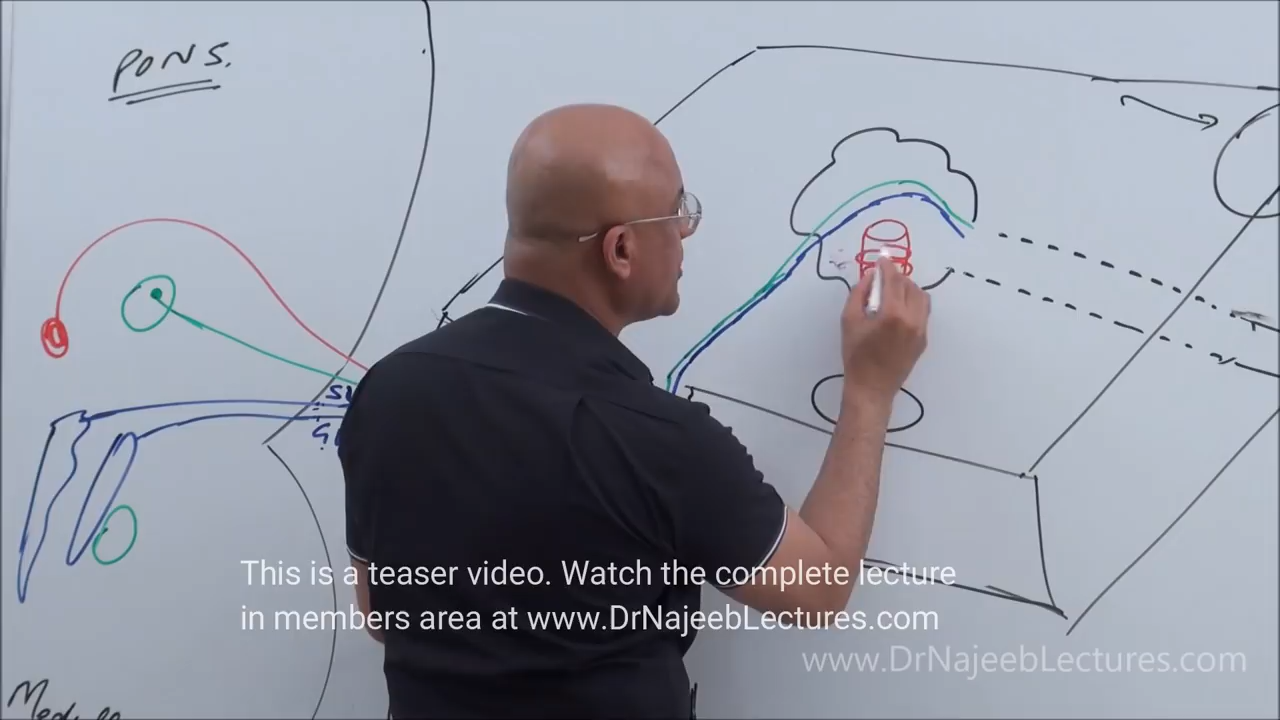 PONS.
This is a teaser video. Watch the complete lecture
in members area at www.DrNajeebLectures.com
www.DrNajeebLectures.com